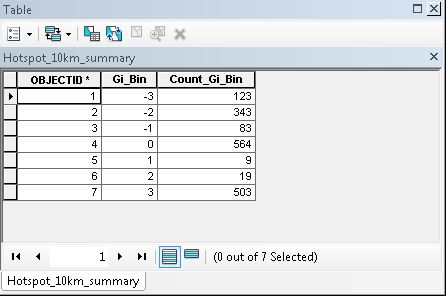 Table
Hotspot_10km_summary
OBJECTID * Gi_Bin Count_Gi_Bin
1 -3 123
2 -2 343
3 -1 83
4 0 564
5 1 9
6 2 19
7 3 503
1 (0 out of 7 Selected)
Hotspot_10km_summary